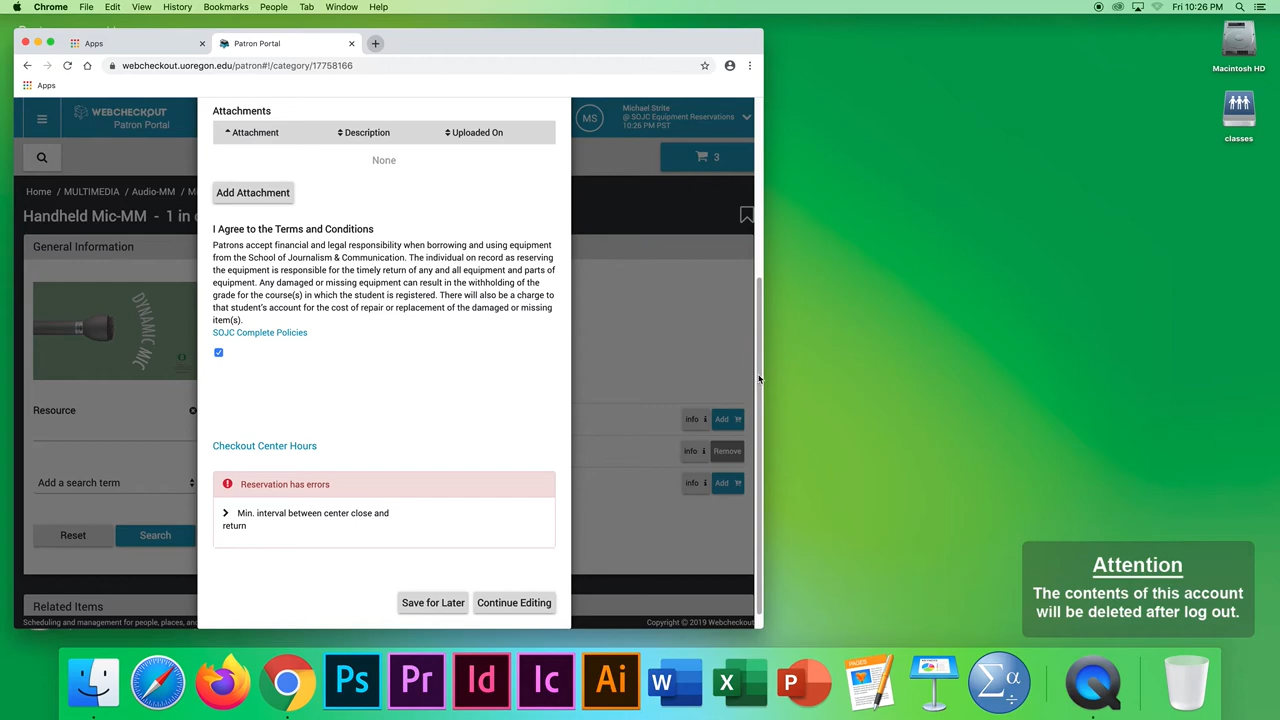 Chrome File Edit View History Bookmarks People Tab Window Help
Fri 10:26 PM
Apps
Patron Portal
webcheckout.uoregon.edu/patron#!/category/17758166
Apps
WEBCHECKOUT
Patron Portal
MS
Michael Strite
@ SOJC Equipment Reservations
10:26 PM PST
3
Home / MULTIMEDIA / Audio-MM / M
Handheld Mic-MM - 1 in
General Information
DYNAMIC MIC
Resource
Add a search term
Reset Search
Related Items
Scheduling and management for people, places,
Attachments
Attachment Description Uploaded On
None
Add Attachment
I Agree to the Terms and Conditions
Patrons accept financial and legal responsibility when borrowing and using equipment
from the School of Journalism & Communication. The individual on record as reserving
the equipment is responsible for the timely return of any and all equipment and parts of
equipment. Any damaged or missing equipment can result in the withholding of the
grade for the course(s) in which the student is registered. There will also be a charge to
that student's account for the cost of repair or replacement of the damaged or missing
item(s).
SOJC Complete Policies
Checkout Center Hours
Reservation has errors
Min. interval between center close and
return
Save for Later Continue Editing
info i Add
info i Remove
info i Add
Copyright © 2019 Webcheckout
Macintosh HD
classes
Attention
The contents of this account
will be deleted after log out.
Ps Pr Id Ic Ai W X P PAGES Σα